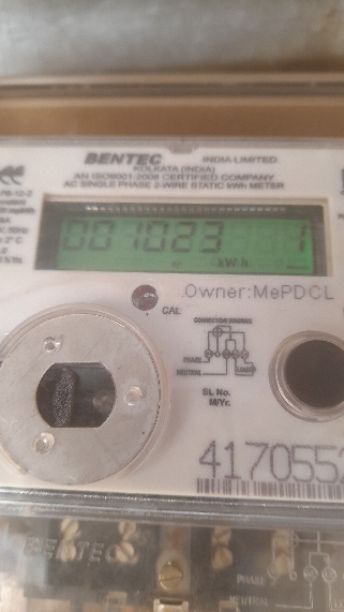 BENTEC INDIA LIMITED
KOLKATA (INDIA)
AN ISO9001:2008 CERTIFIED COMPANY
AC SINGLE PHASE 2-WIRE STATIC kWh METER
001023 1
kWh
Owner:MePDCL
CAL
CONNECTION DIAGRAM
PHASE
NEUTRAL
LOAD
SL No.
M/Yr.
4170552
BENTEC
PHASE
NEUTRAL